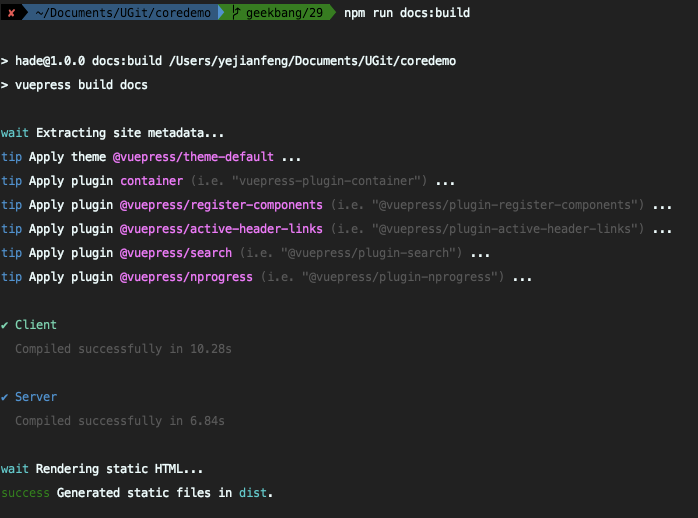 ✘ ~/Documents/UGit/coredemo geekbang/29 npm run docs:build
> hade@1.0.0 docs:build /Users/yejianfeng/Documents/UGit/coredemo
> vuepress build docs
wait Extracting site metadata...
tip Apply theme @vuepress/theme-default ...
tip Apply plugin container (i.e. "vuepress-plugin-container") ...
tip Apply plugin @vuepress/register-components (i.e. "@vuepress/plugin-register-components") ...
tip Apply plugin @vuepress/active-header-links (i.e. "@vuepress/plugin-active-header-links") ...
tip Apply plugin @vuepress/search (i.e. "@vuepress/plugin-search") ...
tip Apply plugin @vuepress/nprogress (i.e. "@vuepress/plugin-nprogress") ...
✔ Client
Compiled successfully in 10.28s
✔ Server
Compiled successfully in 6.84s
wait Rendering static HTML...
success Generated static files in dist.